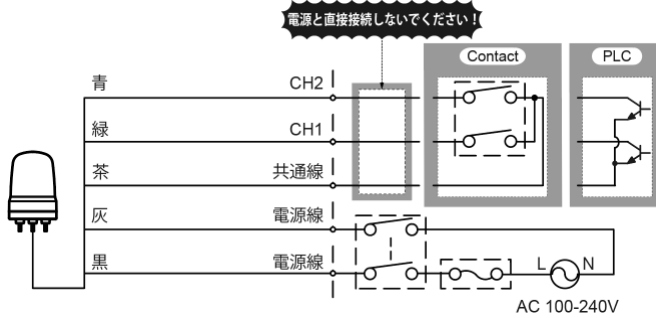 電源と直接接続しないでください！
Contact
PLC
青 CH2
緑 CH1
茶 共通線
灰 電源線
黒 電源線
L N
AC 100-240V